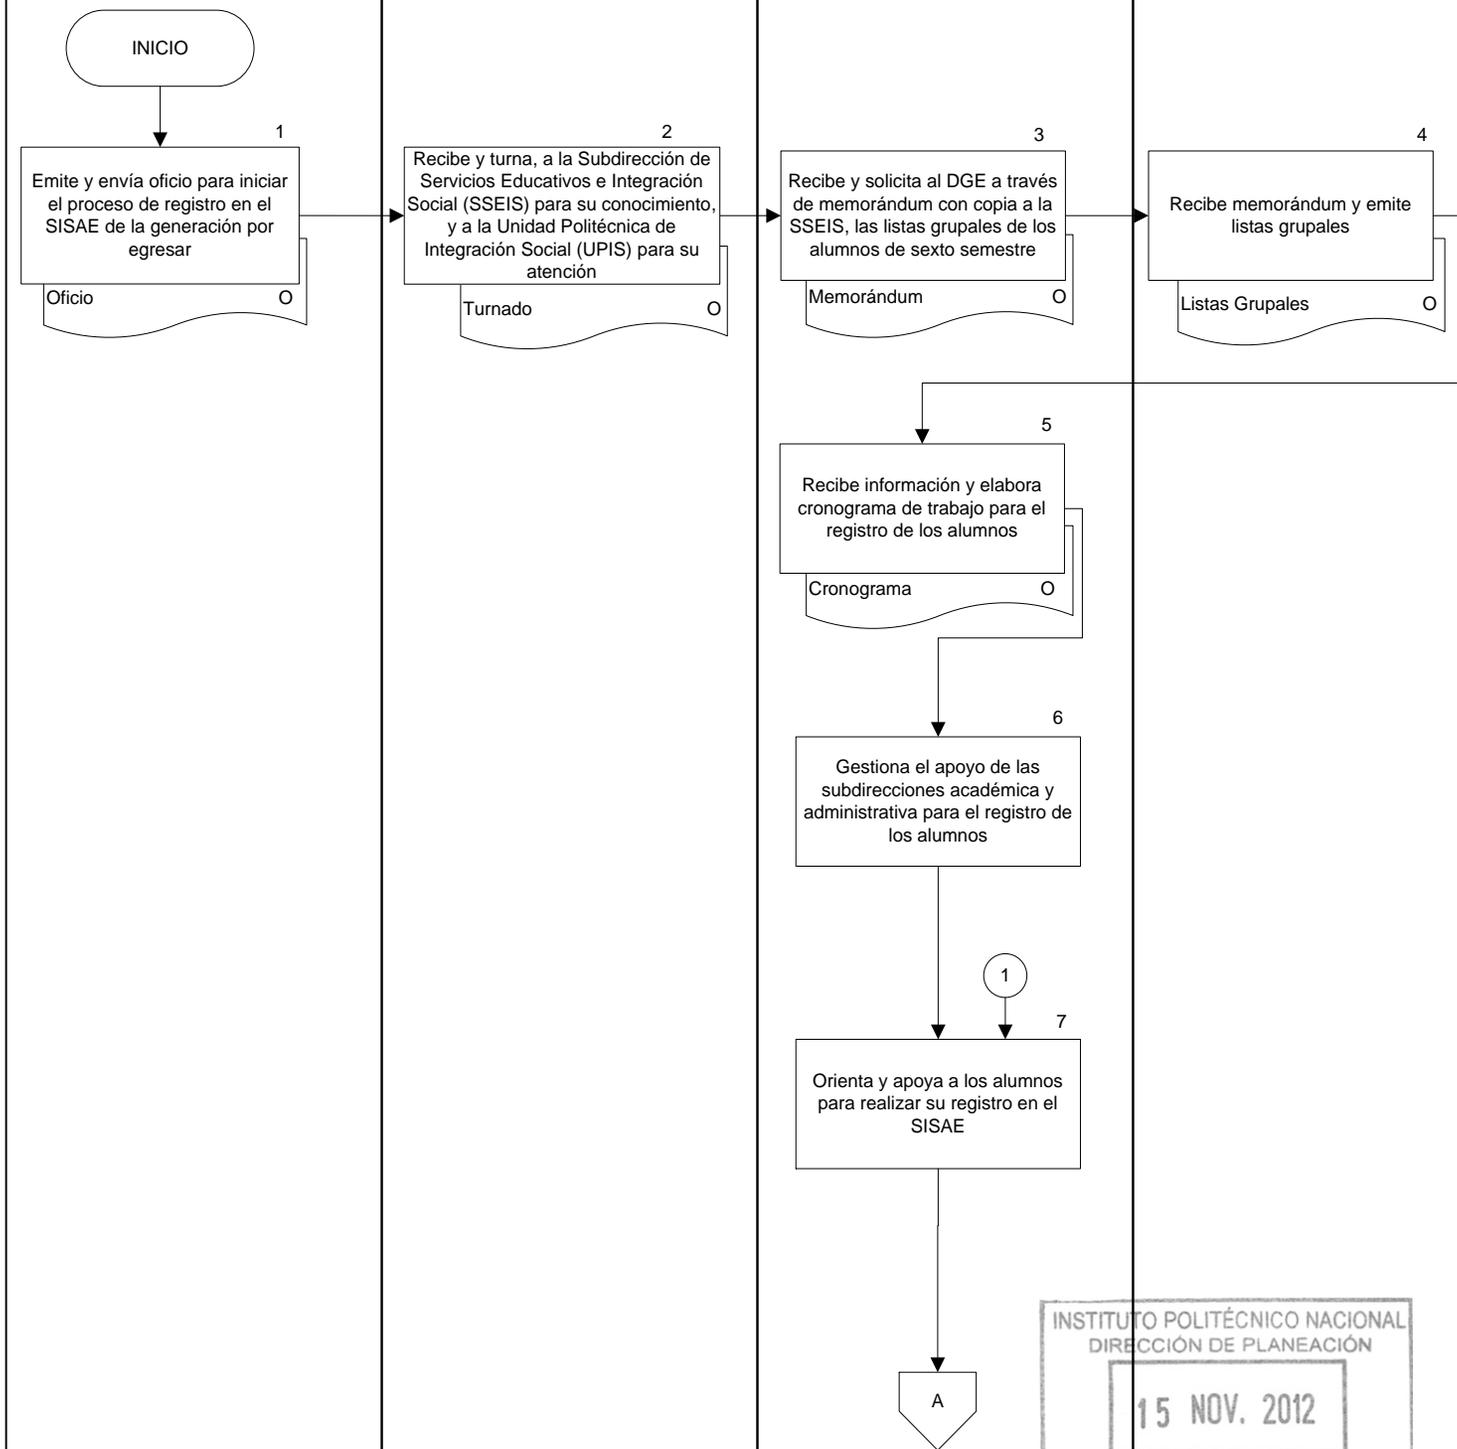 INICIO
1
Emite y envía oficio para iniciar
el proceso de registro en el
SISAE de la generación por
egresar
Oficio O
2
Recibe y turna, a la Subdirección de
Servicios Educativos e Integración
Social (SSEIS) para su conocimiento,
y a la Unidad Politécnica de
Integración Social (UPIS) para su
atención
Turnado O
3
Recibe y solicita al DGE a través
de memorándum con copia a la
SSEIS, las listas grupales de los
alumnos de sexto semestre
Memorándum O
4
Recibe memorándum y emite
listas grupales
Listas Grupales O
5
Recibe información y elabora
cronograma de trabajo para el
registro de los alumnos
Cronograma O
6
Gestiona el apoyo de las
subdirecciones académica y
administrativa para el registro de
los alumnos
1
7
Orienta y apoya a los alumnos
para realizar su registro en el
SISAE
A
INSTITUTO POLITÉCNICO NACIONAL
DIRECCIÓN DE PLANEACIÓN
15 NOV. 2012